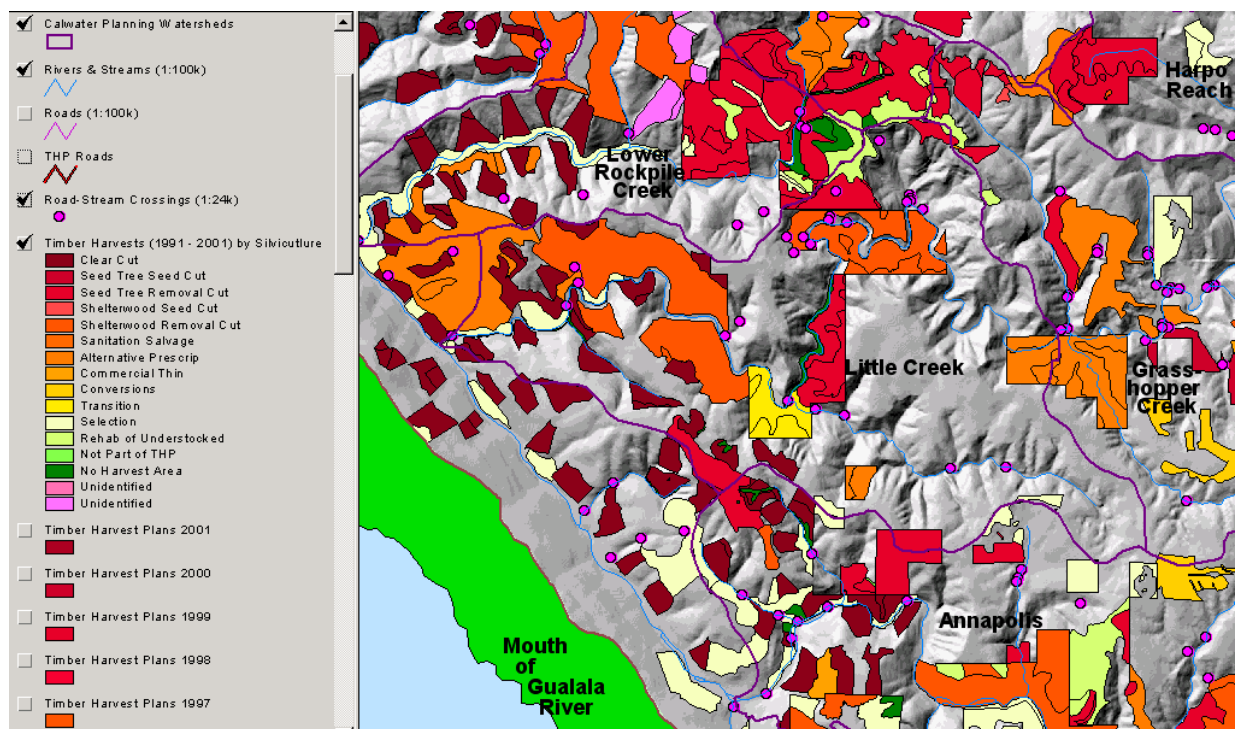 Calwater Planning Watersheds
Rivers & Streams (1:100k)
Roads (1:100k)
THP Roads
Road-Stream Crossings (1:24k)
Timber Harvests (1991 - 2001) by Silvicutlure
Clear Cut
Seed Tree Seed Cut
Seed Tree Removal Cut
Shelterwood Seed Cut
Shelterwood Removal Cut
Sanitation Salvage
Alternative Prescrip
Commercial Thin
Conversions
Transition
Selection
Rehab of Understocked
Not Part of THP
No Harvest Area
Unidentified
Unidentified
Timber Harvest Plans 2001
Timber Harvest Plans 2000
Timber Harvest Plans 1999
Timber Harvest Plans 1998
Timber Harvest Plans 1997
Harpo
Reach
Lower
Rockpile
Creek
Little Creek
Grass-
hopper
Creek
Annapolis
Mouth
of
Gualala
River